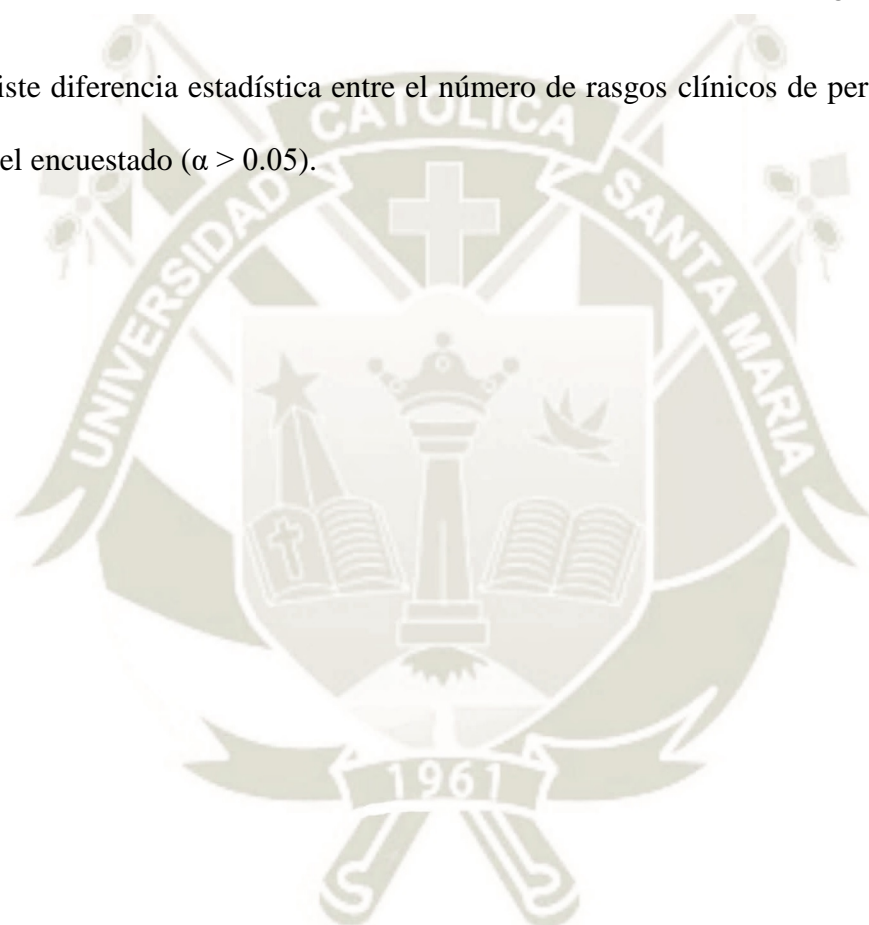 iste diferencia estadística entre el número de rasgos clínicos de per
el encuestado (α > 0.05).
UNIVERSIDAD CATOLICA SANTA MARIA
1961